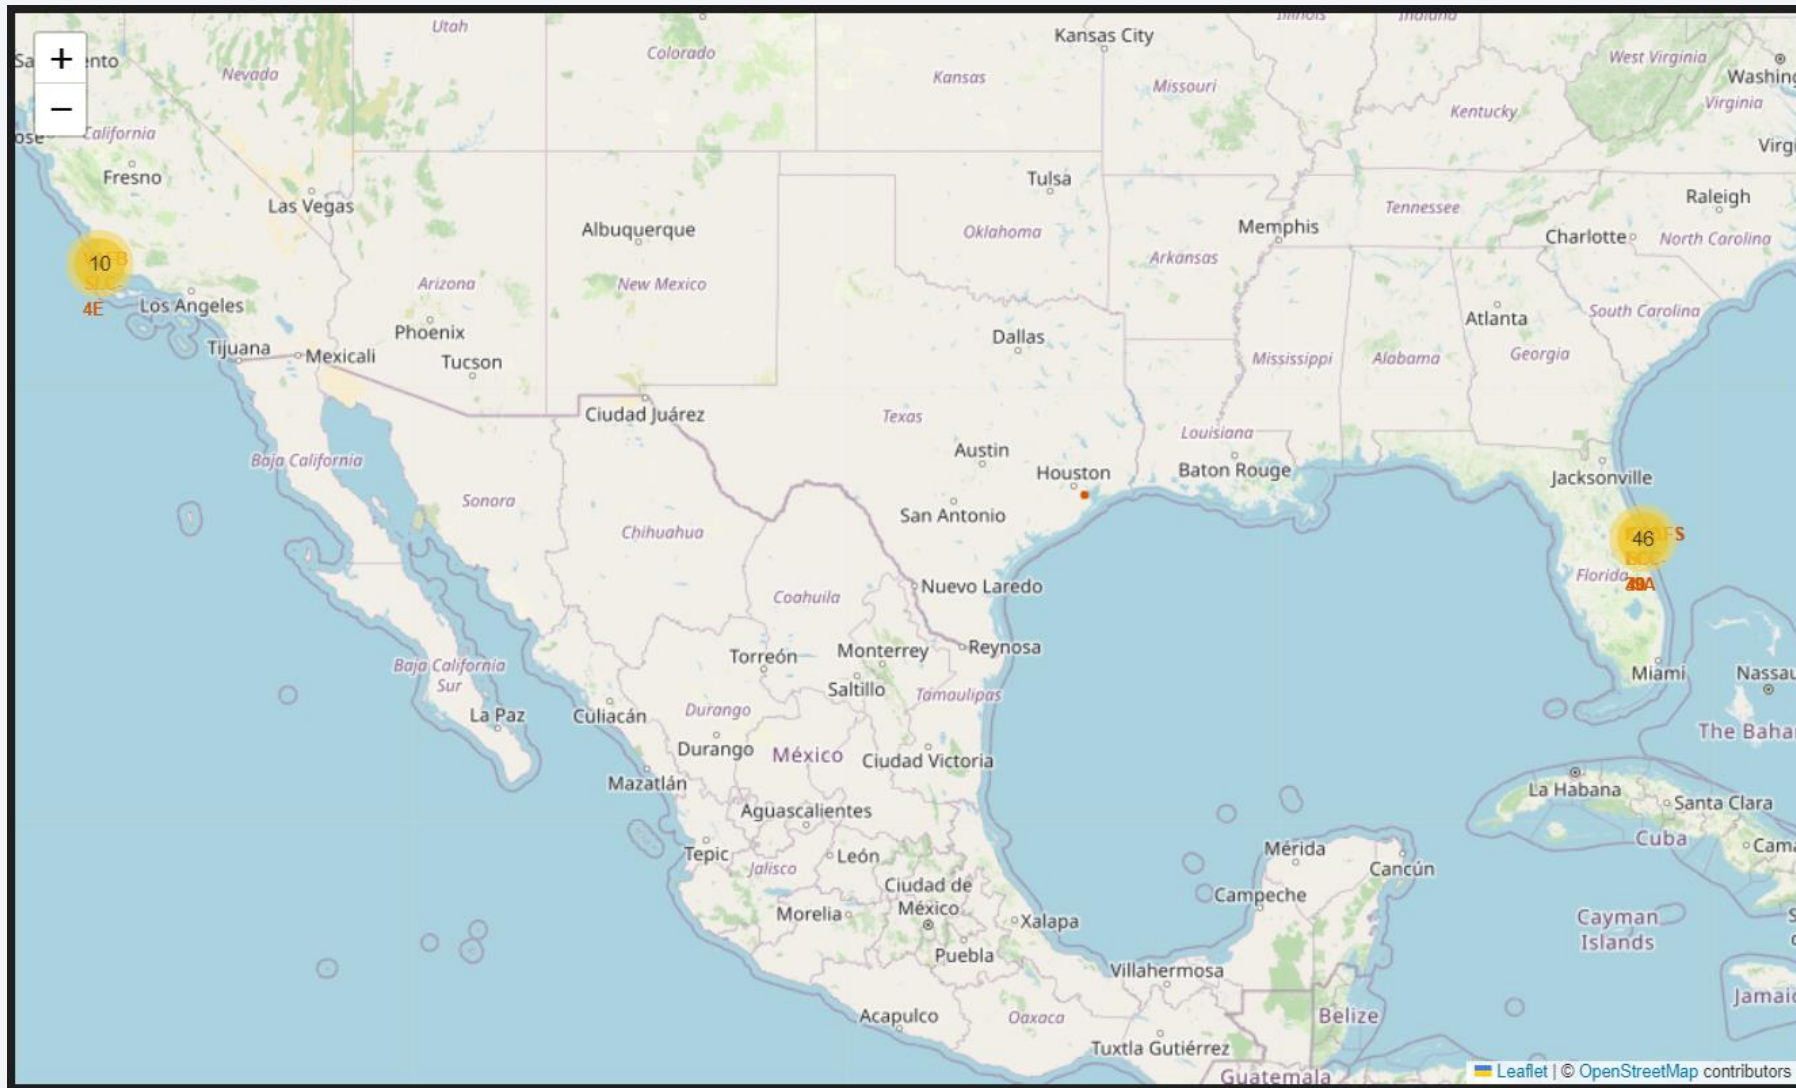 Utah
Colorado
Kansas City
Illinois
Indiana
West Virginia
+
Nevada
Kansas
Missouri
Washing
−
California
Kentucky
Virginia
Virgi
ose
Fresno
Tulsa
Raleigh
Las Vegas
Albuquerque
Oklahoma
Memphis
Tennessee
Charlotte
North Carolina
10
Arizona
New Mexico
Arkansas
4E
Los Angeles
Phoenix
Dallas
Atlanta
South Carolina
Tijuana
Mexicali
Tucson
Mississippi
Alabama
Georgia
Ciudad Juárez
Texas
Louisiana
Baja California
Austin
Houston
Baton Rouge
Jacksonville
Sonora
Chihuahua
San Antonio
46
Florida
Coahuila
Nuevo Laredo
Torreón
Monterrey
Reynosa
Baja California
Sur
Saltillo
Tamaulipas
Miami
Nassau
La Paz
Culiacán
Durango
The Baha
Durango
México
Ciudad Victoria
Mazatlán
La Habana
Aguascalientes
Santa Clara
Cuba
Tepic
León
Mérida
Cama
Jalisco
Cancún
Ciudad de
México
Campeche
Morelia
Xalapa
Cayman
Islands
Puebla
Villahermosa
Jamaic
Acapulco
Oaxaca
Belize
Tuxtla Gutiérrez
Guatemala
Leaflet | © OpenStreetMap contributors